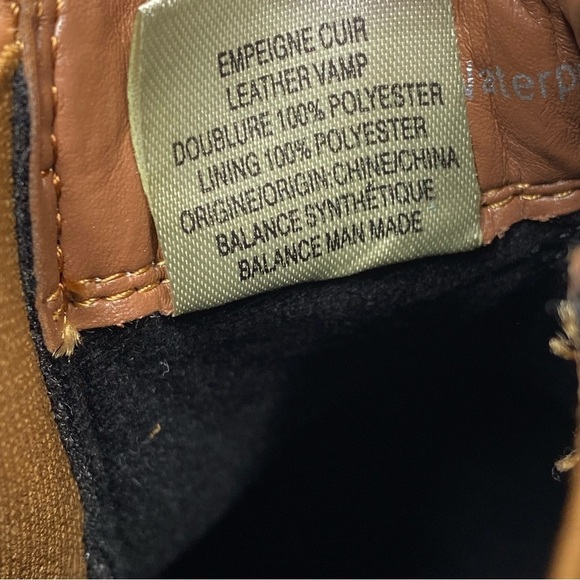 EMPEIGNE CUIR
LEATHER VAMP
DOUBLURE 100% POLYESTER
LINING 100% POLYESTER
ORIGINE/ORIGIN:CHINE/CHINA
BALANCE SYNTHÉTIQUE
BALANCE MAN MADE